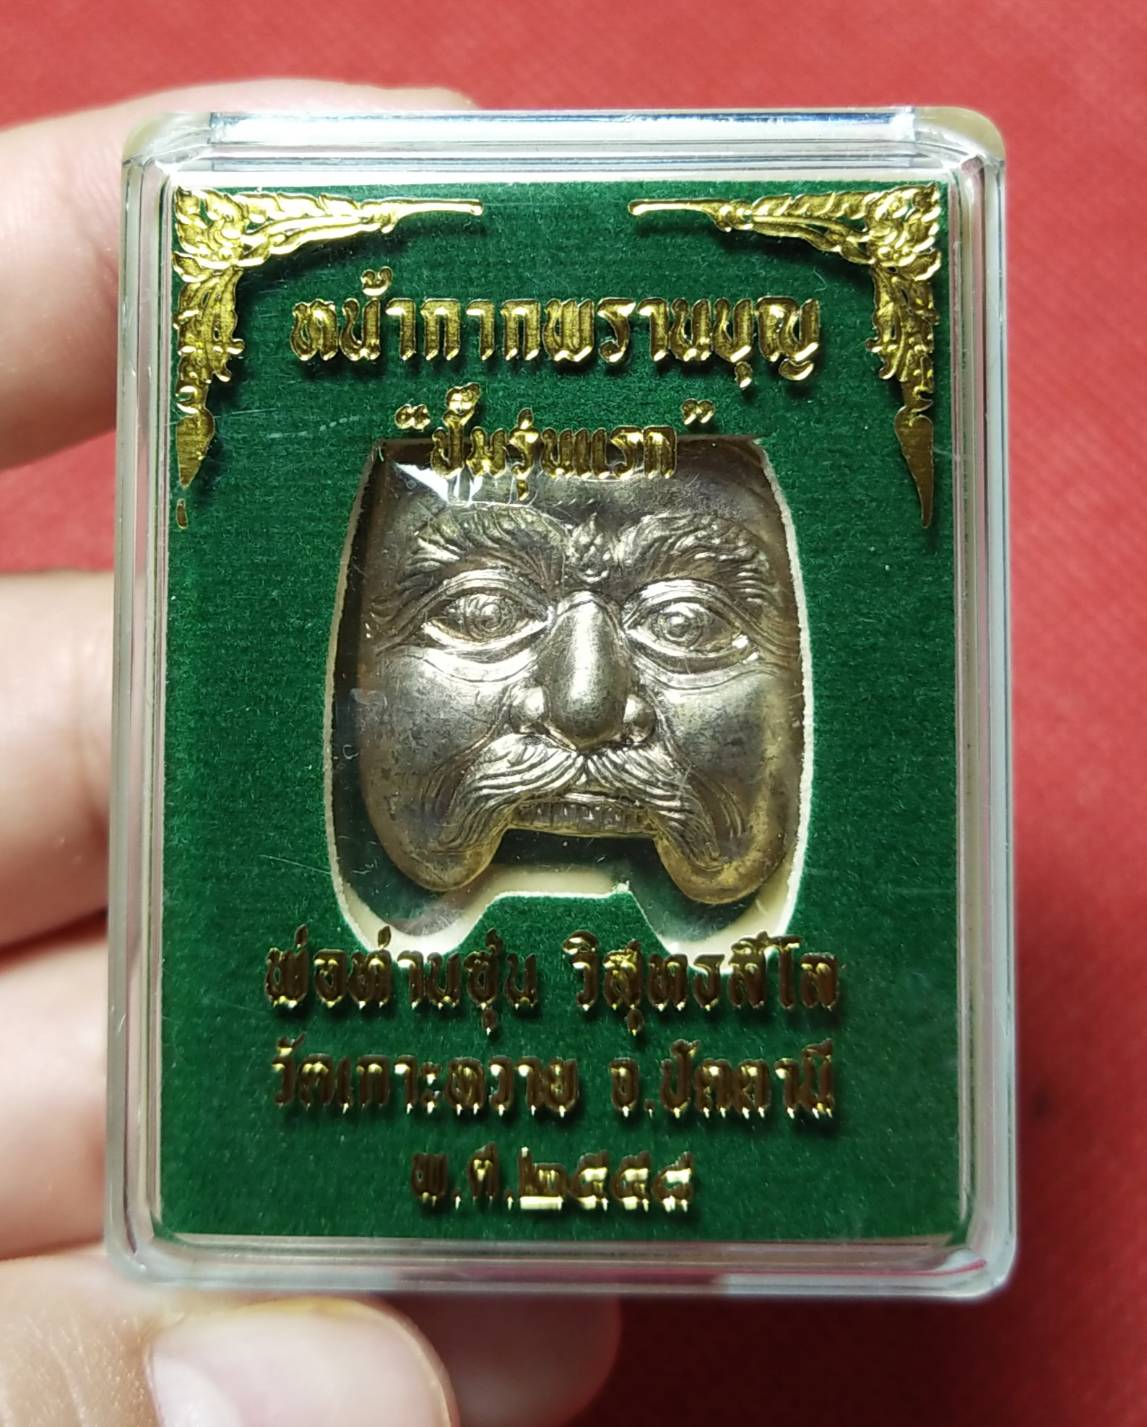 หน้ากากพรานบุญ
“ปั๊มรุ่นแรก”
พ่อท่านซุ่น วิสุทธสีโล
วัดเกาะหวาย จ.ปัตตานี
พ.ศ.๒๕๕๘